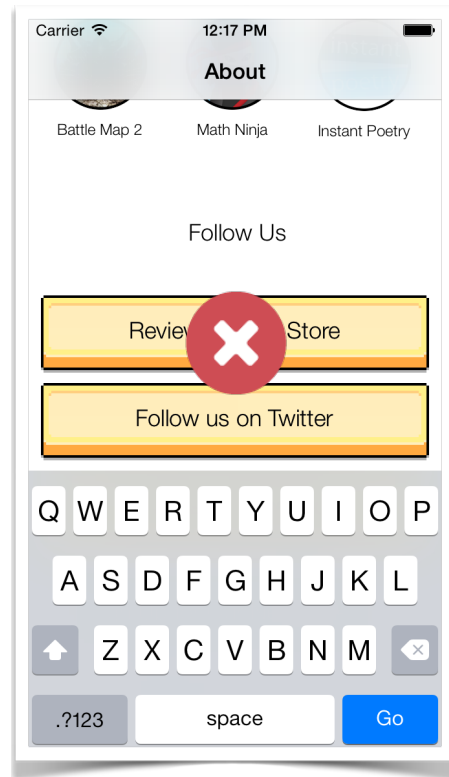 Carrier 12:17 PM
About
Battle Map 2 Math Ninja Instant Poetry
Follow Us
Review Store
Follow us on Twitter
Q W E R T Y U I O P
A S D F G H J K L
Z X C V B N M
.?123 space Go